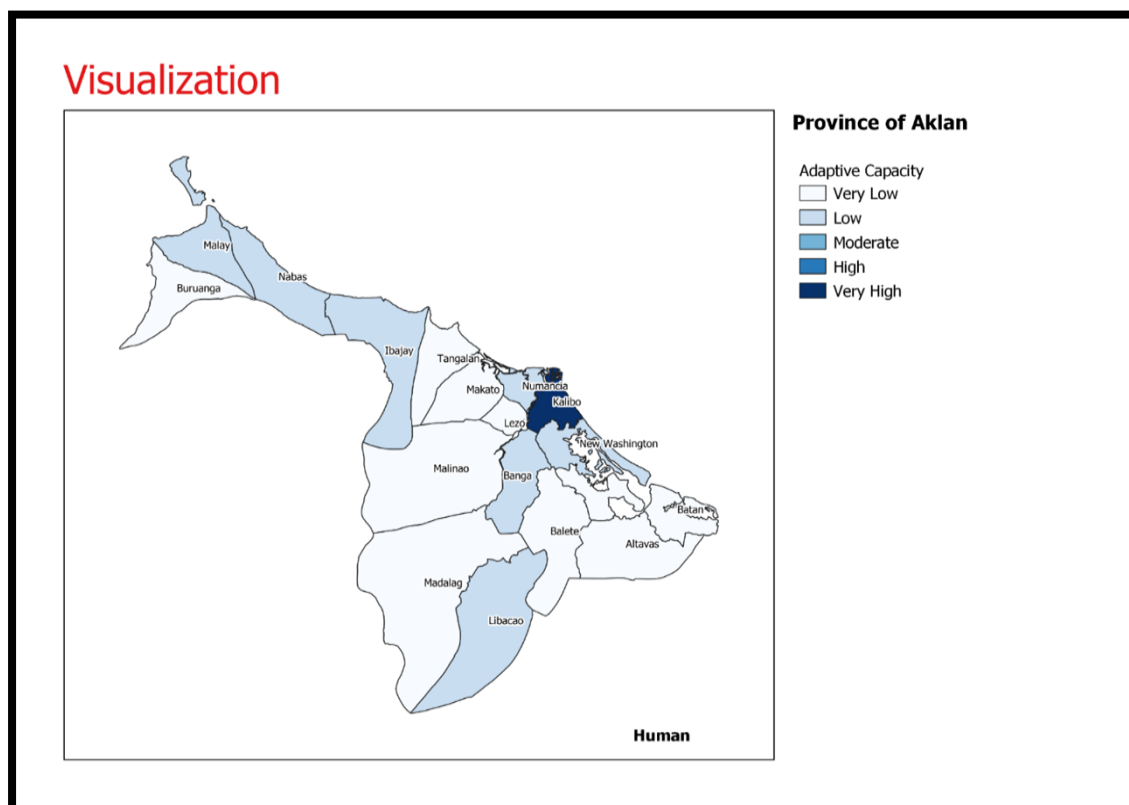 Visualization
Province of Aklan
Adaptive Capacity
Very Low
Low
Moderate
High
Very High
Malay
Nabas
Buruanga
Ibajay
Tangalan
Makato
Numancia
Kalibo
Lezo
New Washington
Malinao
Banga
Batan
Balete
Altavas
Madalag
Libacao
Human